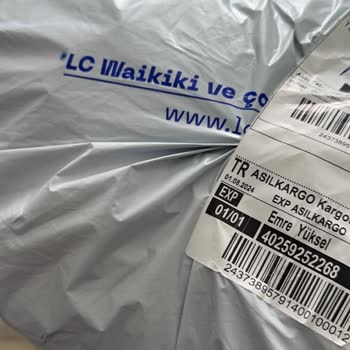 "LC Waikiki ve ço
www.lc
TR ASILKARGO Kargo
01.08.2024
EXP ASILKARGO
EXP
Emre Yüksel
01/01
40259252268
24373895791400100012
24373895